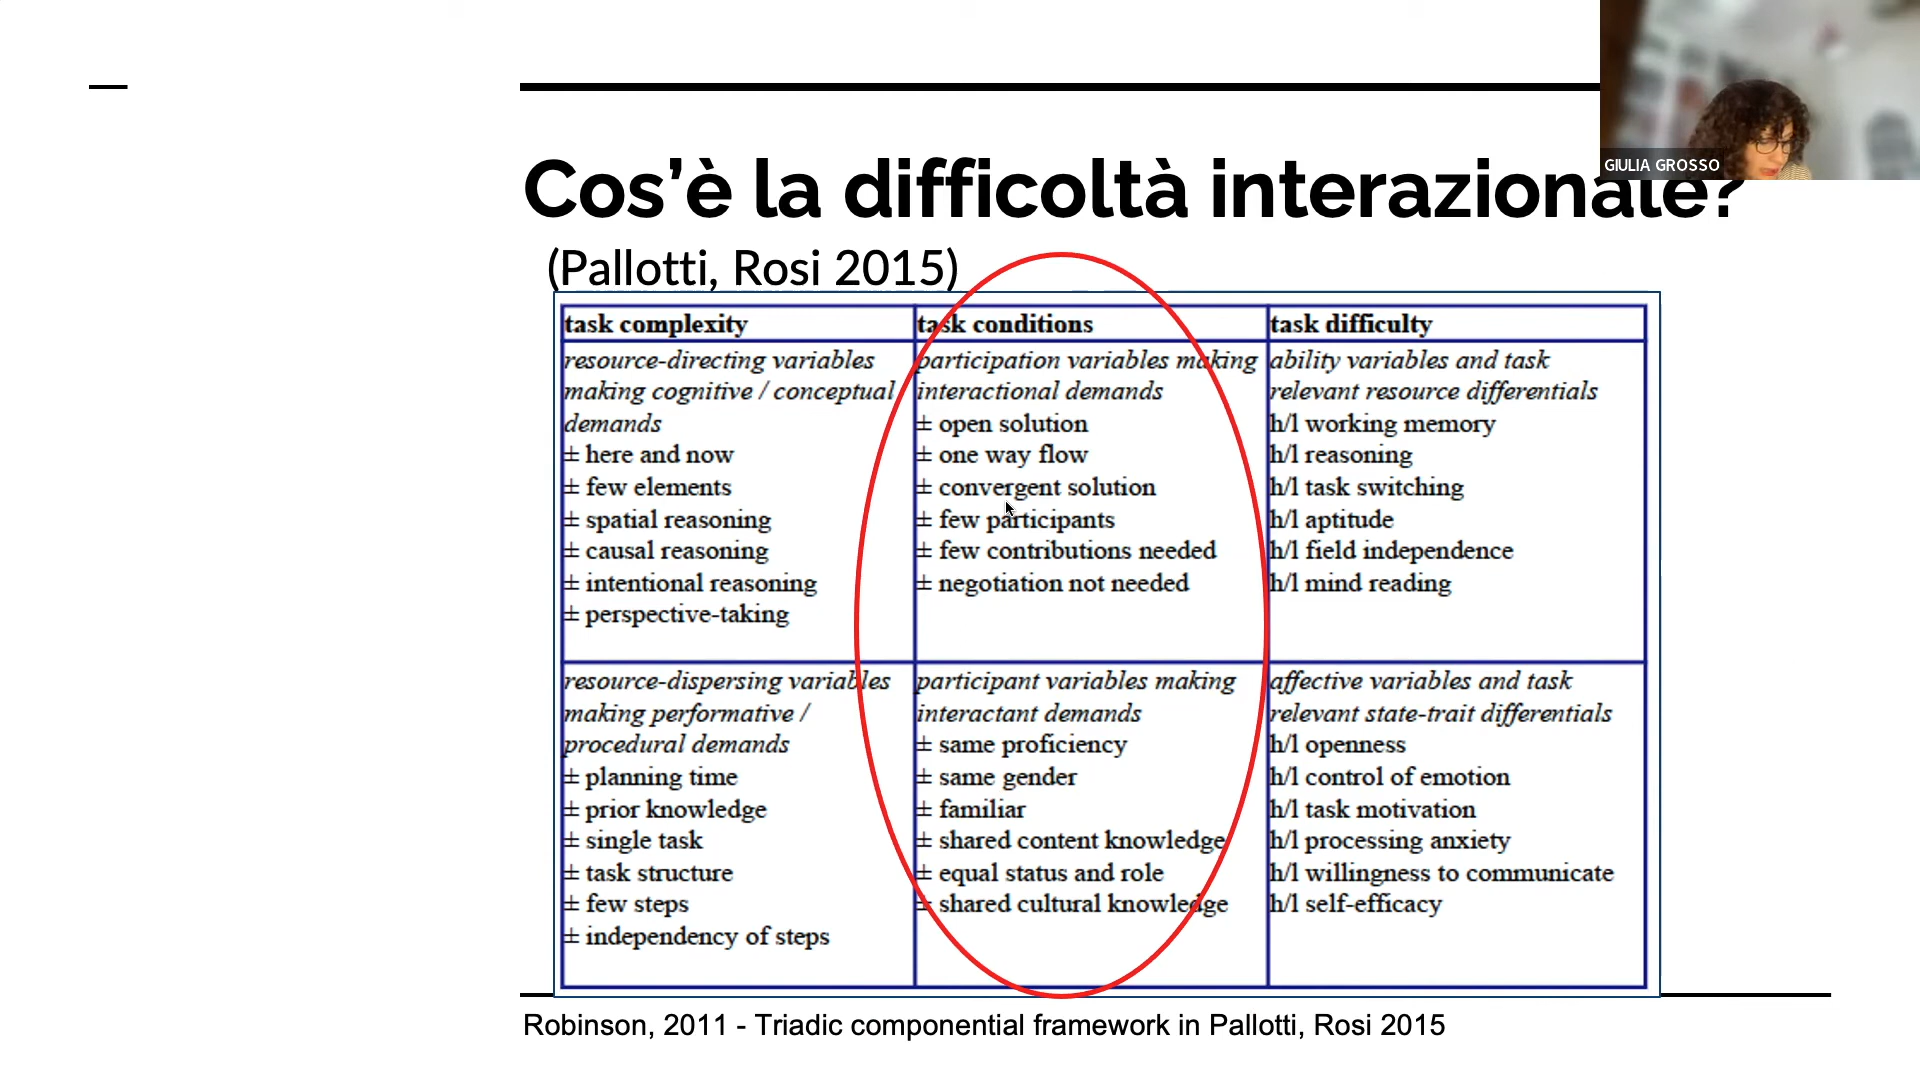 GIULIA GROSSO
Cos’è la difficoltà interazionale?
(Pallotti, Rosi 2015)
task complexity
resource-directing variables
making cognitive / conceptual
demands
± here and now
± few elements
± spatial reasoning
± causal reasoning
± intentional reasoning
± perspective-taking
task conditions
participation variables making
interactional demands
± open solution
± one way flow
± convergent solution
± few participants
± few contributions needed
± negotiation not needed
task difficulty
ability variables and task
relevant resource differentials
h/l working memory
h/l reasoning
h/l task switching
h/l aptitude
h/l field independence
h/l mind reading
resource-dispersing variables
making performative /
procedural demands
± planning time
± prior knowledge
± single task
± task structure
± few steps
± independency of steps
participant variables making
interactant demands
± same proficiency
± same gender
± familiar
± shared content knowledge
± equal status and role
± shared cultural knowledge
affective variables and task
relevant state-trait differentials
h/l openness
h/l control of emotion
h/l task motivation
h/l processing anxiety
h/l willingness to communicate
h/l self-efficacy
Robinson, 2011 - Triadic componential framework in Pallotti, Rosi 2015